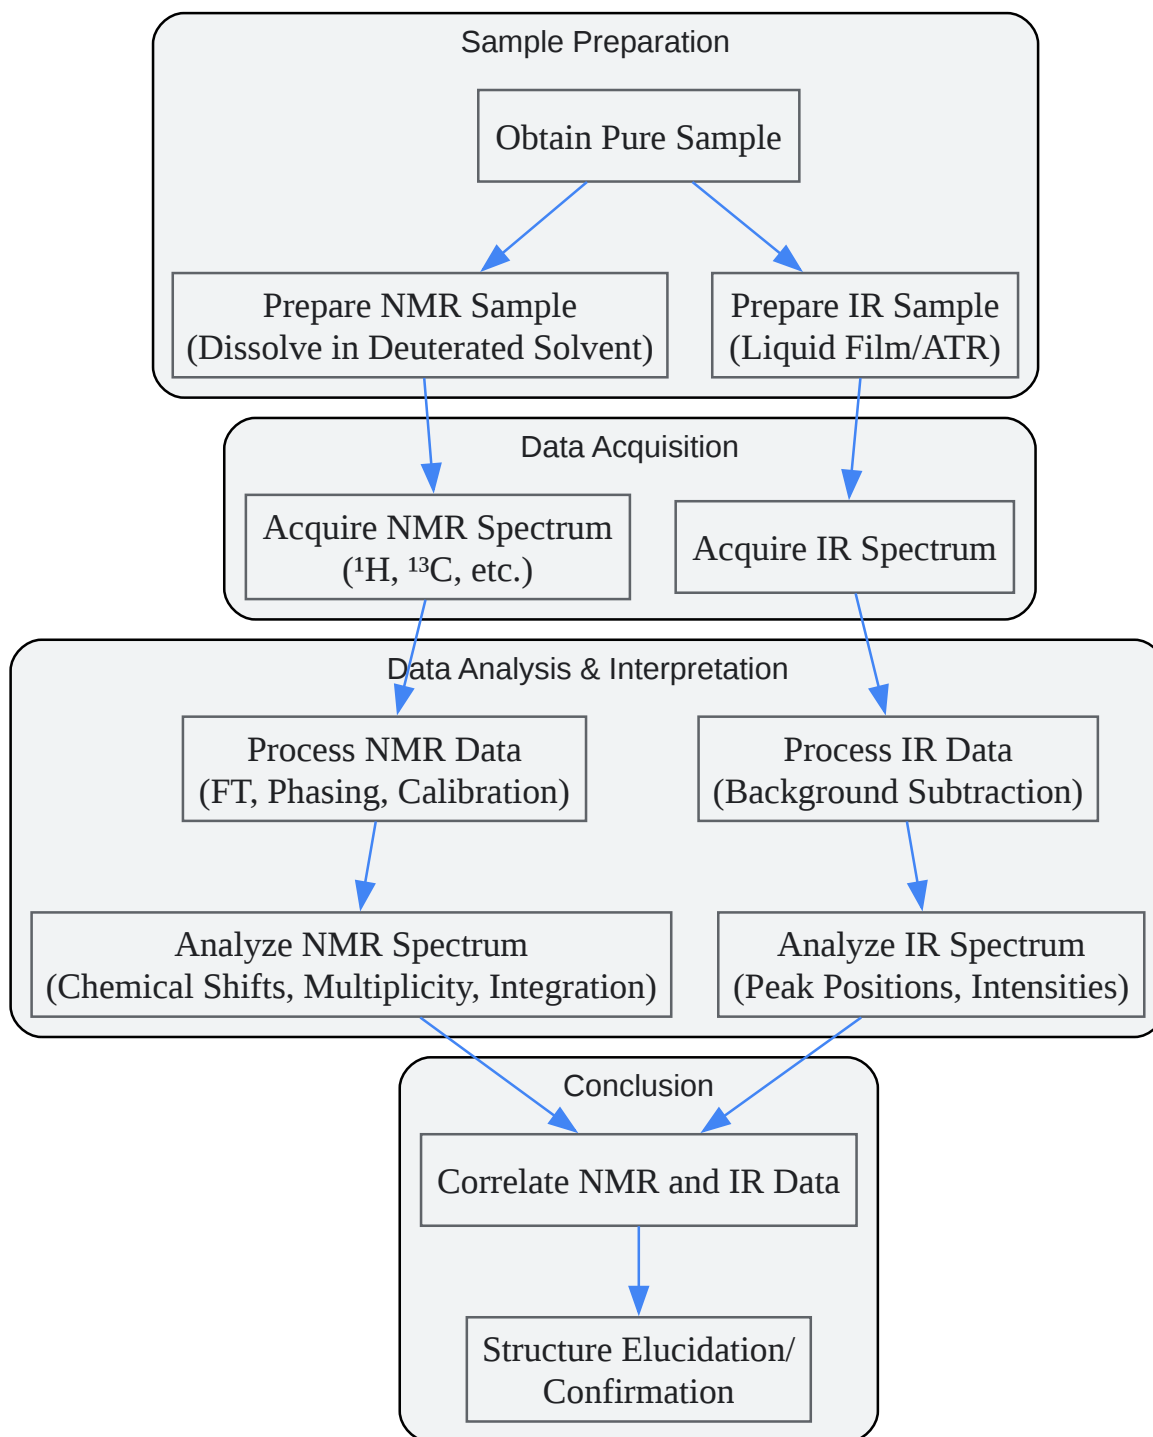 Sample Preparation
Obtain Pure Sample
Prepare NMR Sample
(Dissolve in Deuterated Solvent)
Prepare IR Sample
(Liquid Film/ATR)
Data Acquisition
Acquire NMR Spectrum
(¹H, ¹³C, etc.)
Acquire IR Spectrum
Data Analysis & Interpretation
Process NMR Data
(FT, Phasing, Calibration)
Process IR Data
(Background Subtraction)
Analyze NMR Spectrum
(Chemical Shifts, Multiplicity, Integration)
Analyze IR Spectrum
(Peak Positions, Intensities)
Conclusion
Correlate NMR and IR Data
Structure Elucidation/
Confirmation